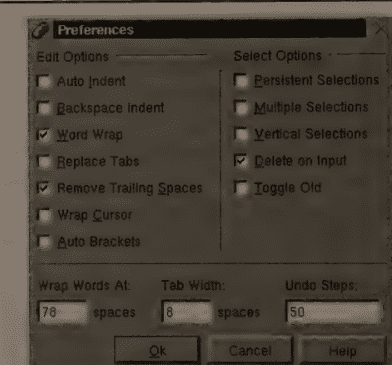 Preferences
Edit Options
Auto Indent
Backspace Indent
Word Wrap
Replace Tabs
Remove Trailing Spaces
Wrap Cursor
Auto Brackets
Select Options
Persistent Selections
Multiple Selections
Vertical Selections
Delete on Input
Toggle Old
Wrap Words At: Tab Width: Undo Steps:
78 spaces 8 spaces 50
Ok Cancel Help